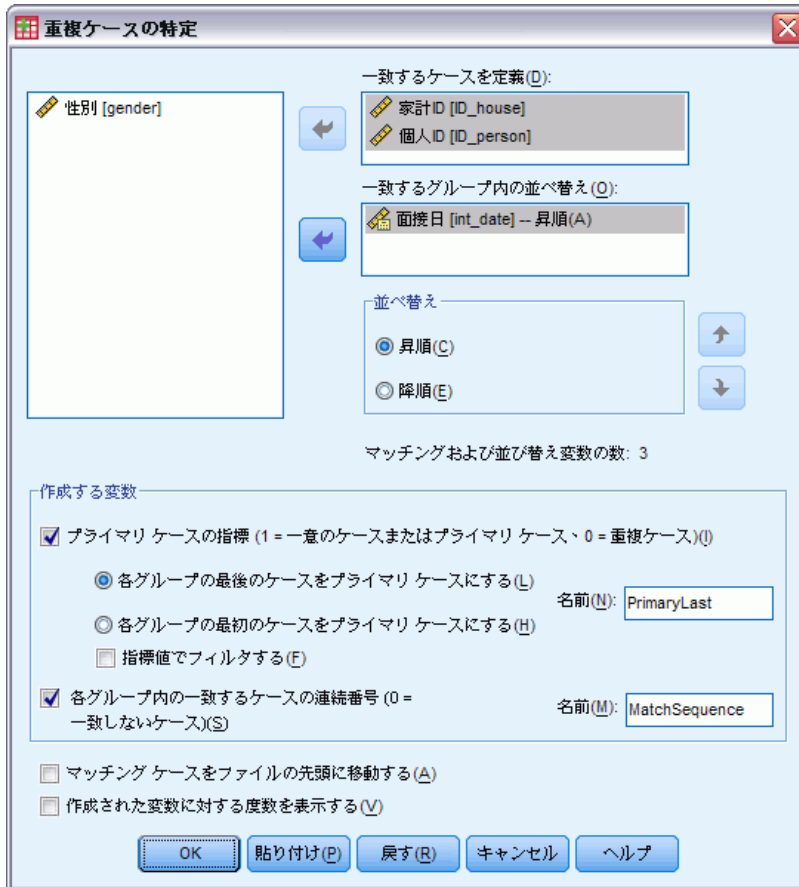 重複ケースの特定
一致するケースを定義(D):
性別 [gender]
家計ID [ID_house]
個人ID [ID_person]
一致するグループ内の並べ替え(O):
面接日 [int_date] -- 昇順(A)
並べ替え
昇順(C)
降順(E)
マッチングおよび並び替え変数の数: 3
作成する変数
プライマリ ケースの指標 (1 = 一意のケースまたはプライマリ ケース、0 = 重複ケース)(I)
各グループの最後のケースをプライマリ ケースにする(L)
名前(N): PrimaryLast
各グループの最初のケースをプライマリ ケースにする(H)
指標値でフィルタする(F)
各グループ内の一致するケースの連続番号 (0 =
一致しないケース)(S)
名前(M): MatchSequence
マッチング ケースをファイルの先頭に移動する(A)
作成された変数に対する度数を表示する(V)
OK 貼り付け(P) 戻す(R) キャンセル ヘルプ